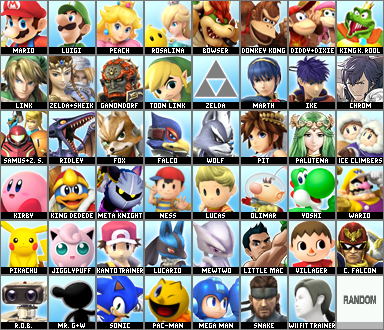 MARIO LUIGI PEACH ROSALINA BOWSER DONKEY KONG DIDDY+DIXIE KING K. ROOL
LINK ZELDA+SHEIK GANONDORF TOON LINK ZELDA MARTH IKE CHROM
SAMUS+Z. S. RIDLEY FOX FALCO WOLF PIT PALUTENA ICE CLIMBERS
KIRBY KING DEDEDE META KNIGHT NESS LUCAS OLIMAR YOSHI WARIO
PIKACHU JIGGLYPUFF KANTO TRAINER LUCARIO MEWTWO LITTLE MAC VILLAGER C. FALCON
R.O.B. MR. G+W SONIC PAC-MAN MEGA MAN SNAKE WII FIT TRAINER RANDOM